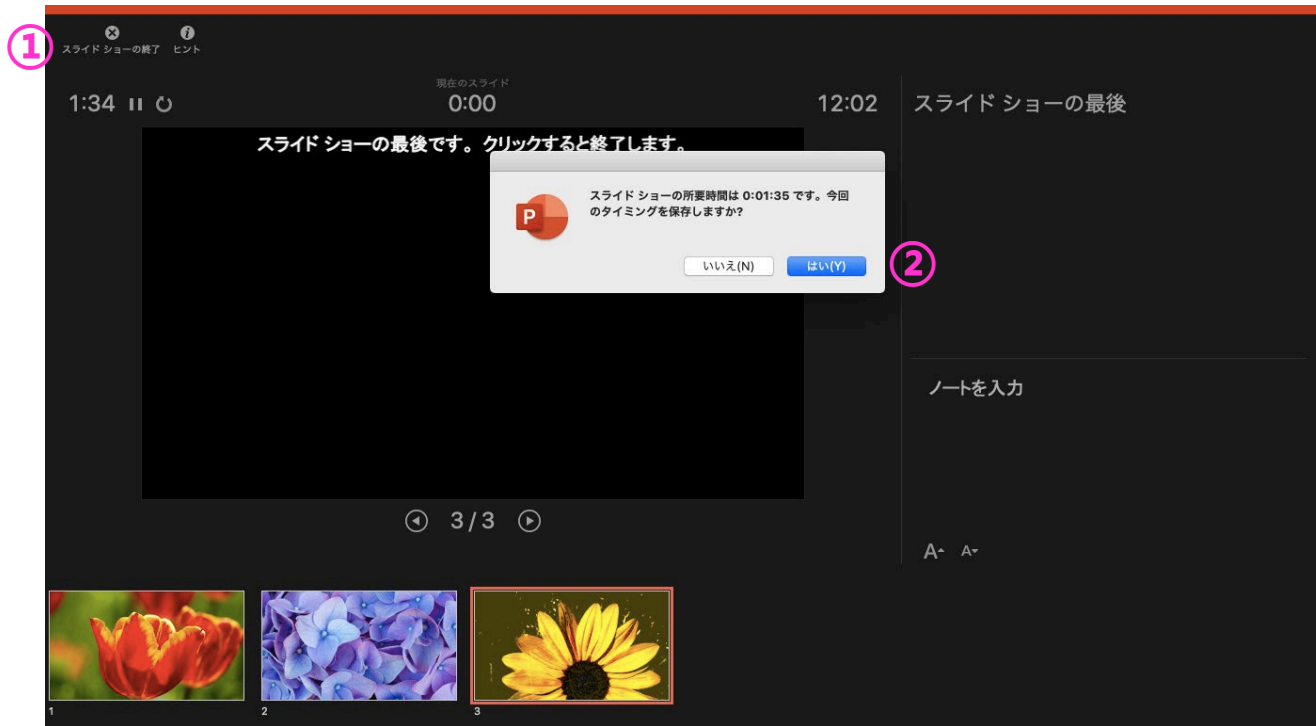 ①
スライド ショーの終了 ヒント
現在のスライド
1:34 0:00 12:02
スライド ショーの最後
スライド ショーの最後です。クリックすると終了します。
P
スライド ショーの所要時間は 0:01:35 です。今回
のタイミングを保存しますか?
いいえ(N) はい(Y)
②
ノートを入力
3/3
A A
1 2 3